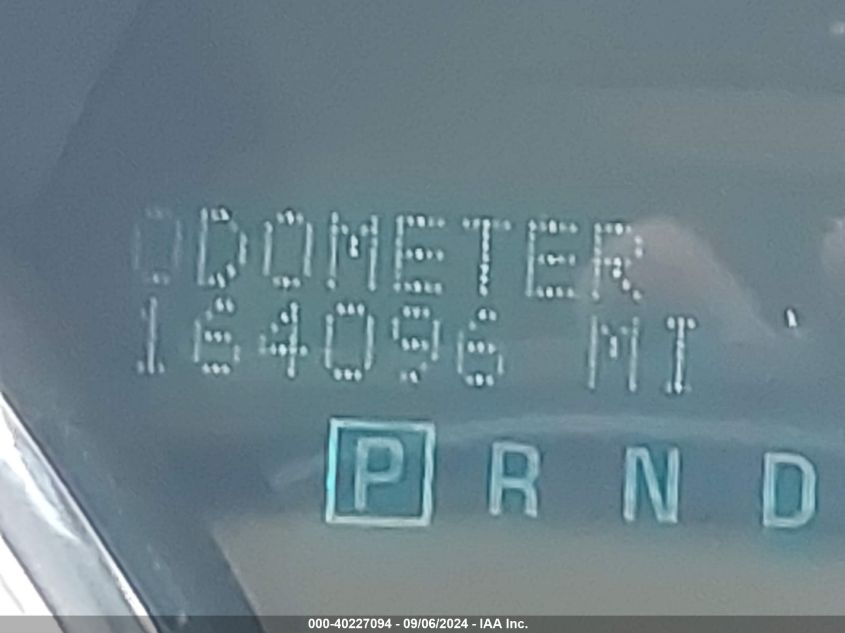 ODOMETER
164096 MI
P R N D
000-40227094 - 09/06/2024 - IAA Inc.